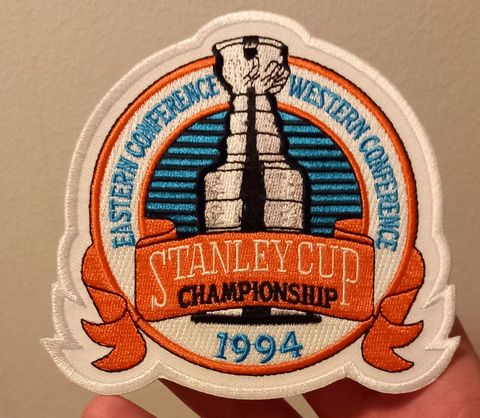 EASTERN CONFERENCE
WESTERN CONFERENCE
STANLEY CUP
CHAMPIONSHIP
1994